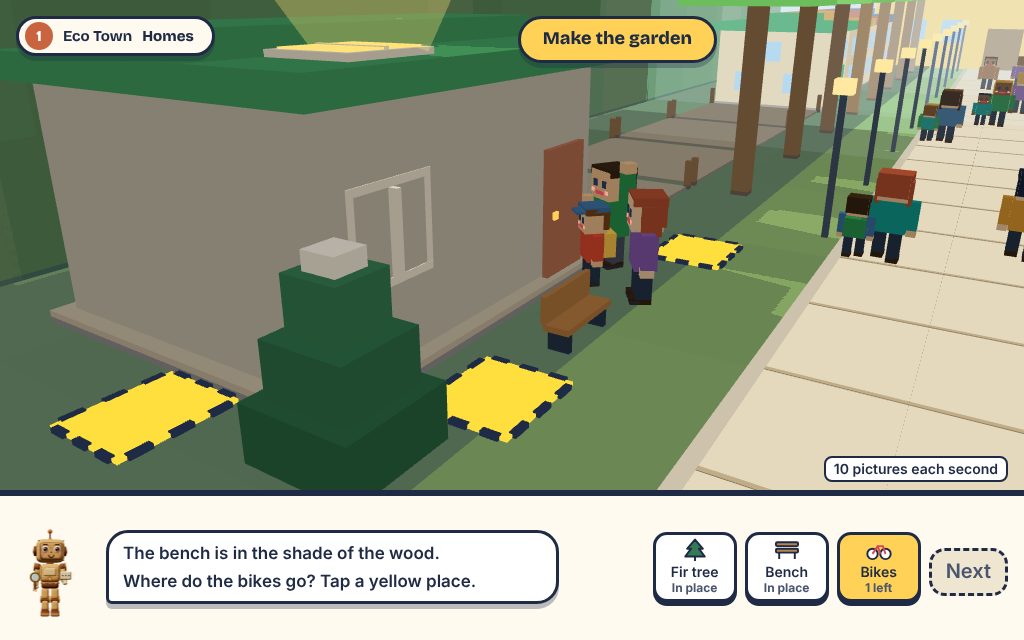 1 Eco Town Homes
Make the garden
10 pictures each second
The bench is in the shade of the wood.
Where do the bikes go? Tap a yellow place.
Fir tree
In place
Bench
In place
Bikes
1 left
Next